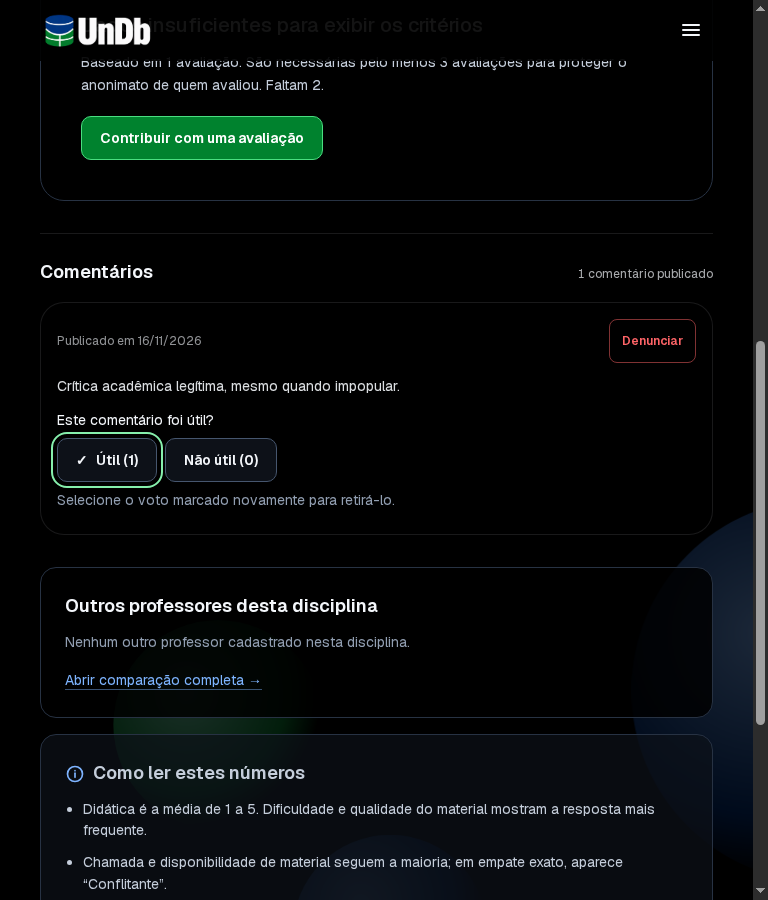 UnDb
insuficientes para exibir os critérios
Baseado em 1 avaliação. São necessárias pelo menos 3 avaliações para proteger o
anonimato de quem avaliou. Faltam 2.
Contribuir com uma avaliação
Comentários
1 comentário publicado
Publicado em 16/11/2026
Denunciar
Crítica acadêmica legítima, mesmo quando impopular.
Este comentário foi útil?
✓ Útil (1)
Não útil (0)
Selecione o voto marcado novamente para retirá-lo.
Outros professores desta disciplina
Nenhum outro professor cadastrado nesta disciplina.
Abrir comparação completa →
Como ler estes números
• Didática é a média de 1 a 5. Dificuldade e qualidade do material mostram a resposta mais
frequente.
• Chamada e disponibilidade de material seguem a maioria; em empate exato, aparece
“Conflitante”.